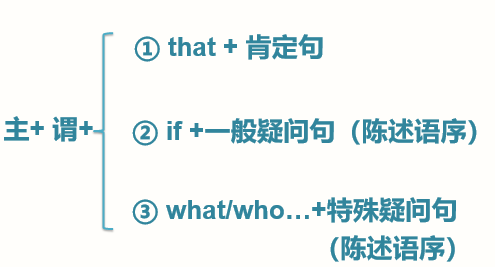 ① that + 肯定句
主+ 谓+
② if +一般疑问句（陈述语序）
③ what/who…+特殊疑问句
（陈述语序）